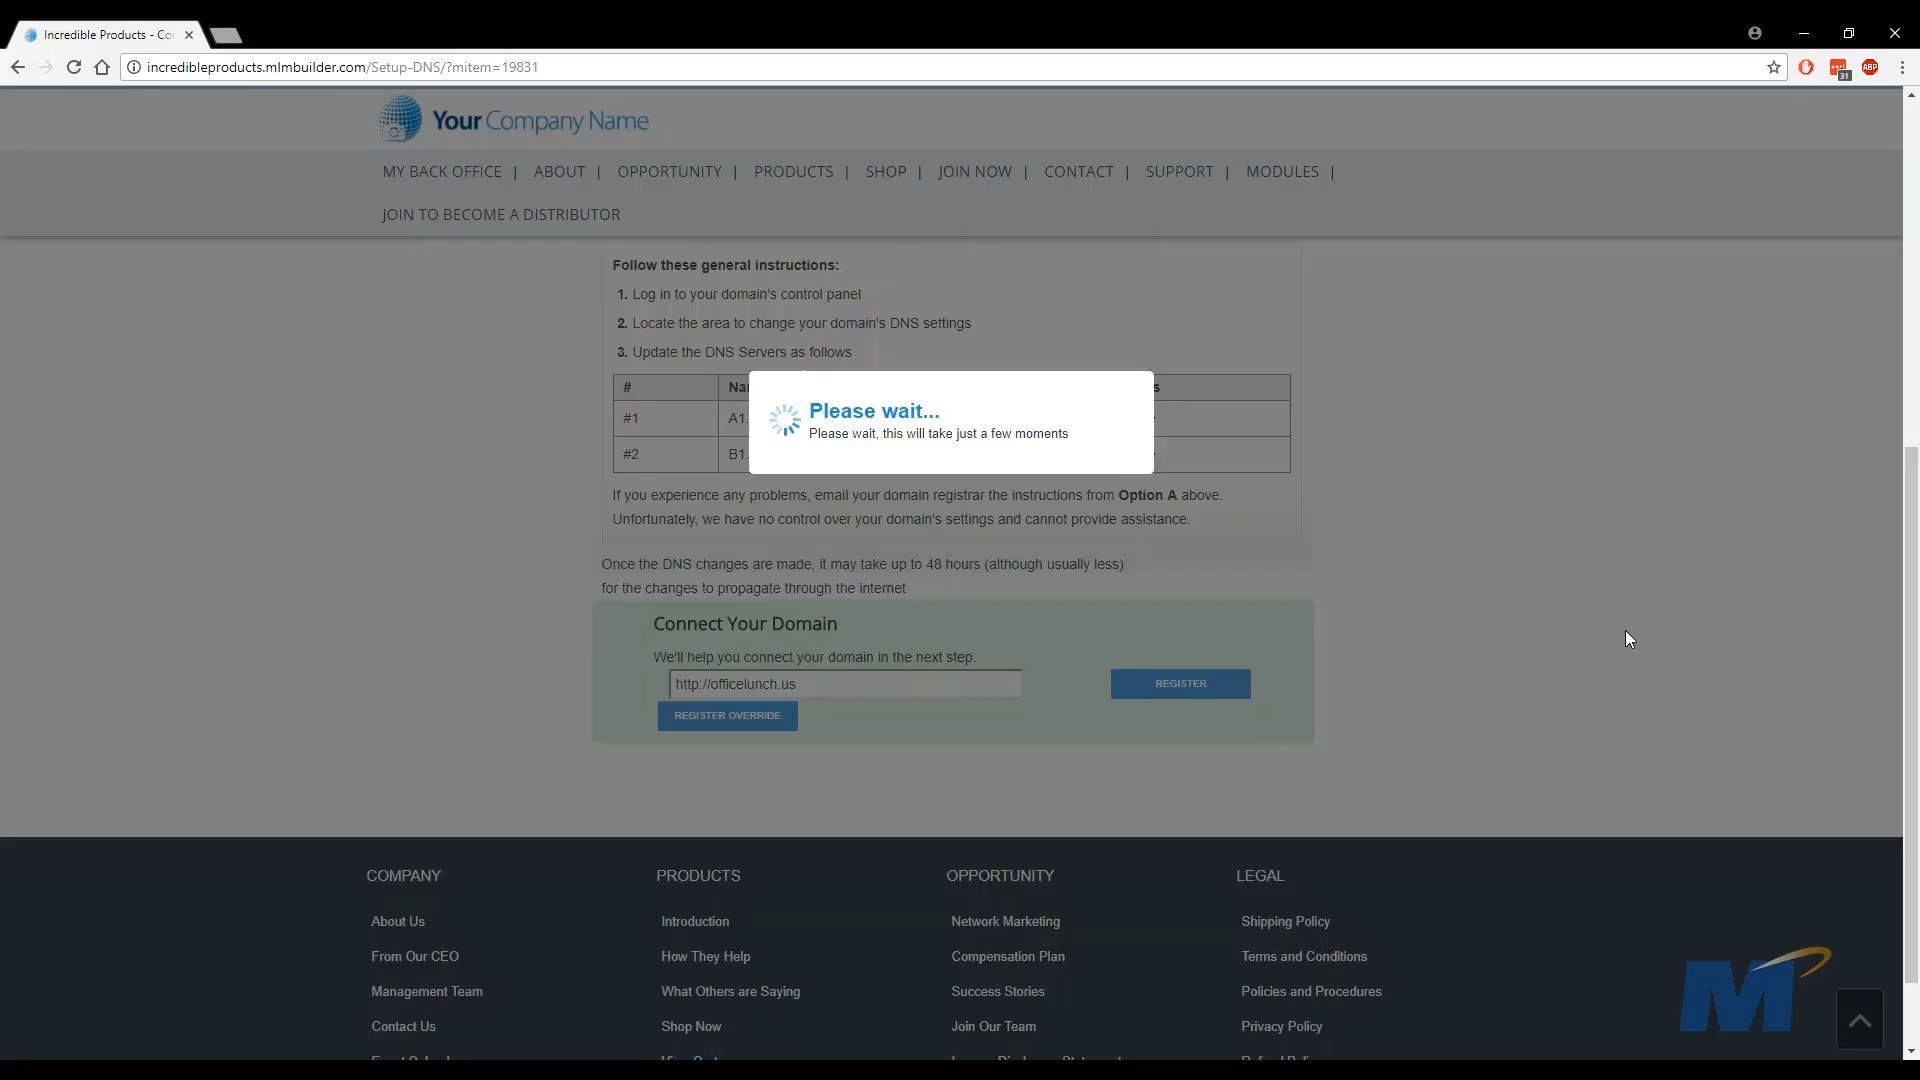 Incredible Products - Co
incredibleproducts.mlmbuilder.com/Setup-DNS/?mitem=19831
31
ABP
Your Company Name
MY BACK OFFICE | ABOUT | OPPORTUNITY | PRODUCTS | SHOP | JOIN NOW | CONTACT | SUPPORT | MODULES |
JOIN TO BECOME A DISTRIBUTOR
Follow these general instructions:
1. Log in to your domain's control panel
2. Locate the area to change your domain's DNS settings
3. Update the DNS Servers as follows
#
#1 A1.
#2 B1.
Please wait...
Please wait, this will take just a few moments
If you experience any problems, email your domain registrar the instructions from Option A above.
Unfortunately, we have no control over your domain's settings and cannot provide assistance.
Once the DNS changes are made, it may take up to 48 hours (although usually less)
for the changes to propagate through the internet
Connect Your Domain
We'll help you connect your domain in the next step.
http://officelunch.us REGISTER
REGISTER OVERRIDE
COMPANY PRODUCTS OPPORTUNITY LEGAL
About Us Introduction Network Marketing Shipping Policy
From Our CEO How They Help Compensation Plan Terms and Conditions
Management Team What Others are Saying Success Stories Policies and Procedures
Contact Us Shop Now Join Our Team Privacy Policy
M